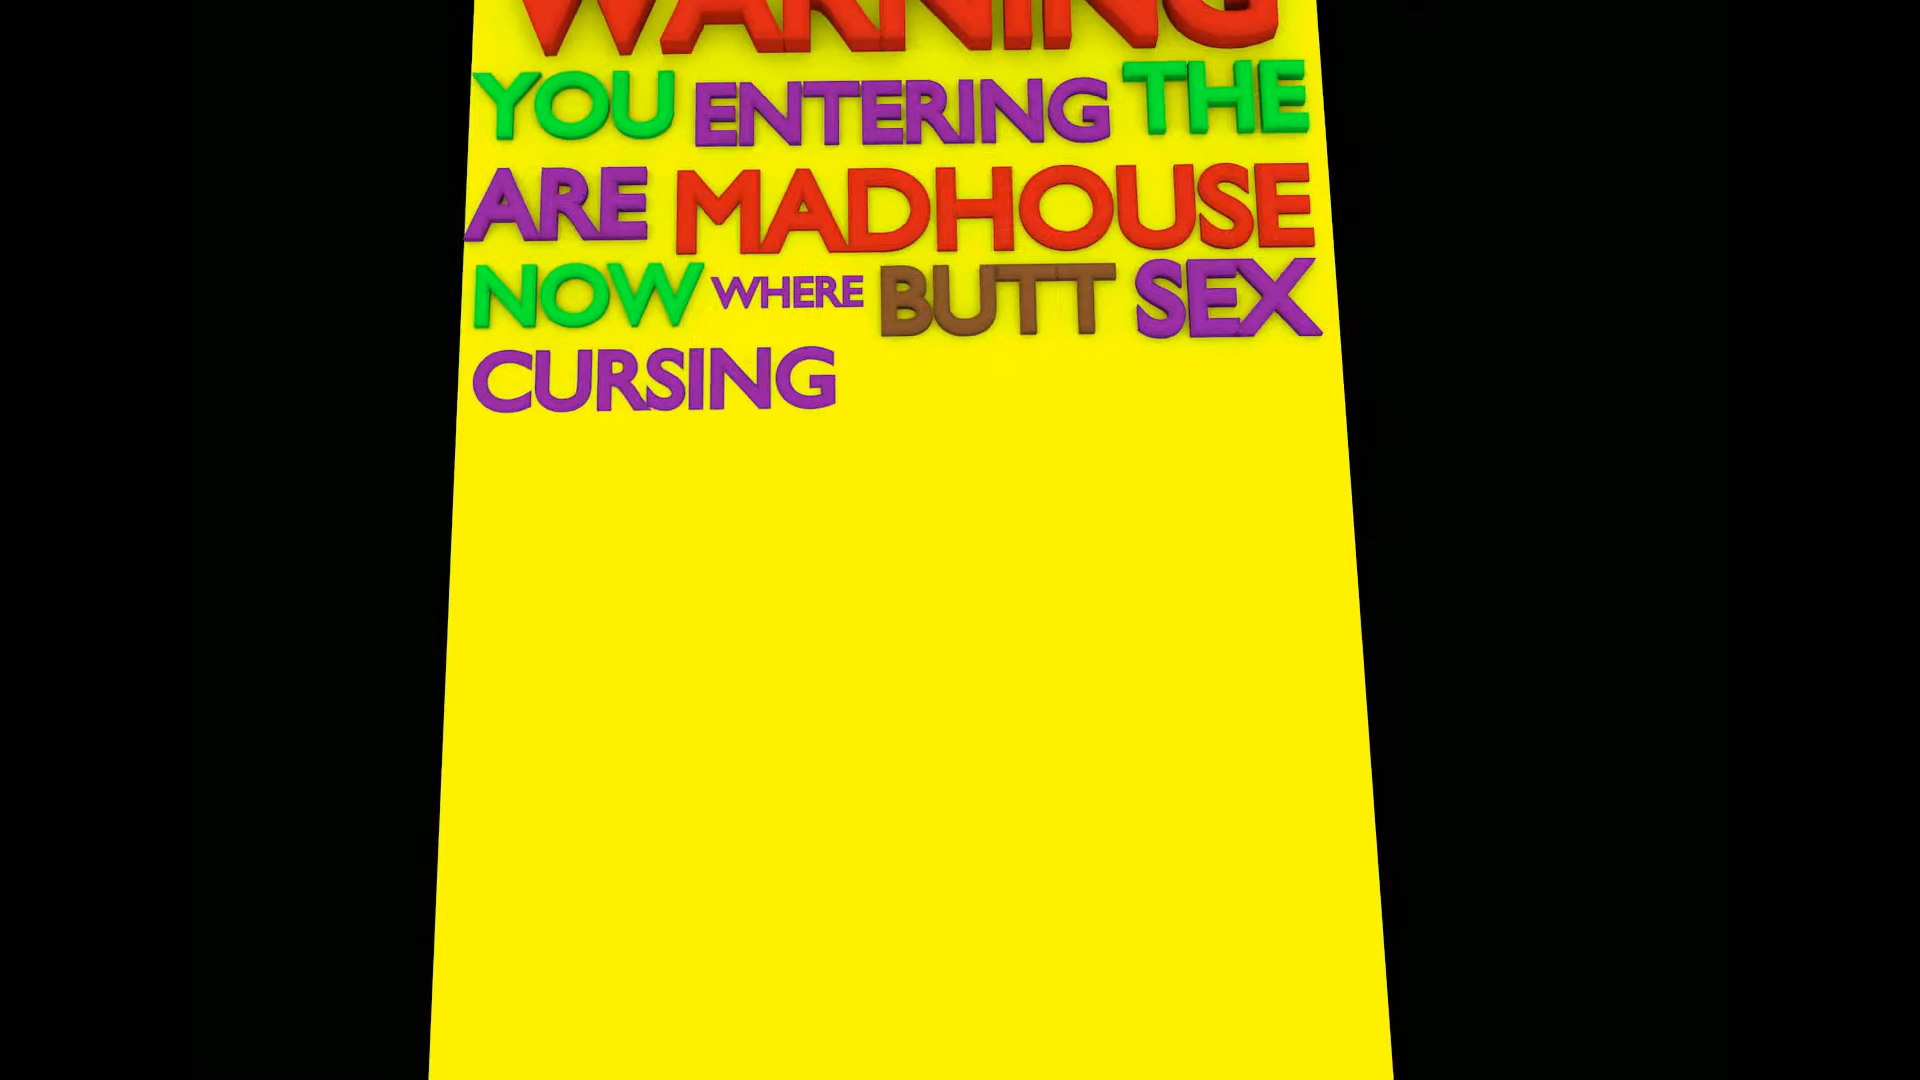 WARNING
YOU ENTERING THE
ARE MADHOUSE
NOW WHERE BUTT SEX
CURSING